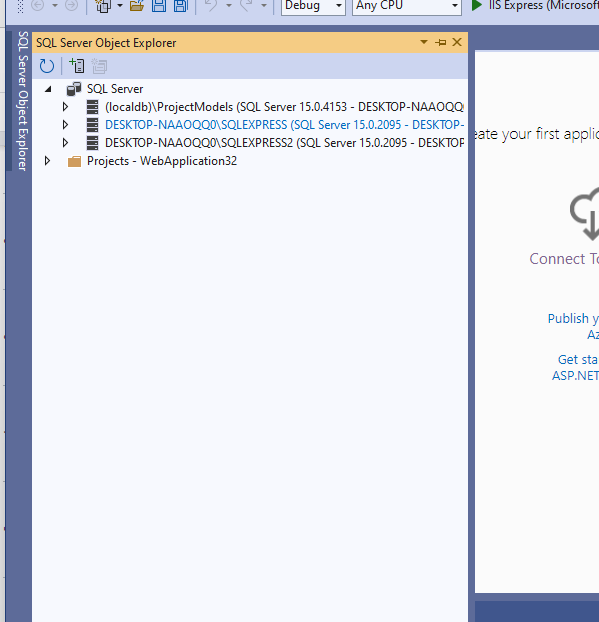 Debug
Any CPU
IIS Express (Microsoft
SQL Server Object Explorer
SQL Server Object Explorer
SQL Server
(localdb)\ProjectModels (SQL Server 15.0.4153 - DESKTOP-NAAOQQ0
DESKTOP-NAAOQQ0\SQLEXPRESS (SQL Server 15.0.2095 - DESKTOP-
DESKTOP-NAAOQQ0\SQLEXPRESS2 (SQL Server 15.0.2095 - DESKTOP
Projects - WebApplication32
eate your first applic
Connect To
Publish y
Az
Get sta
ASP.NET